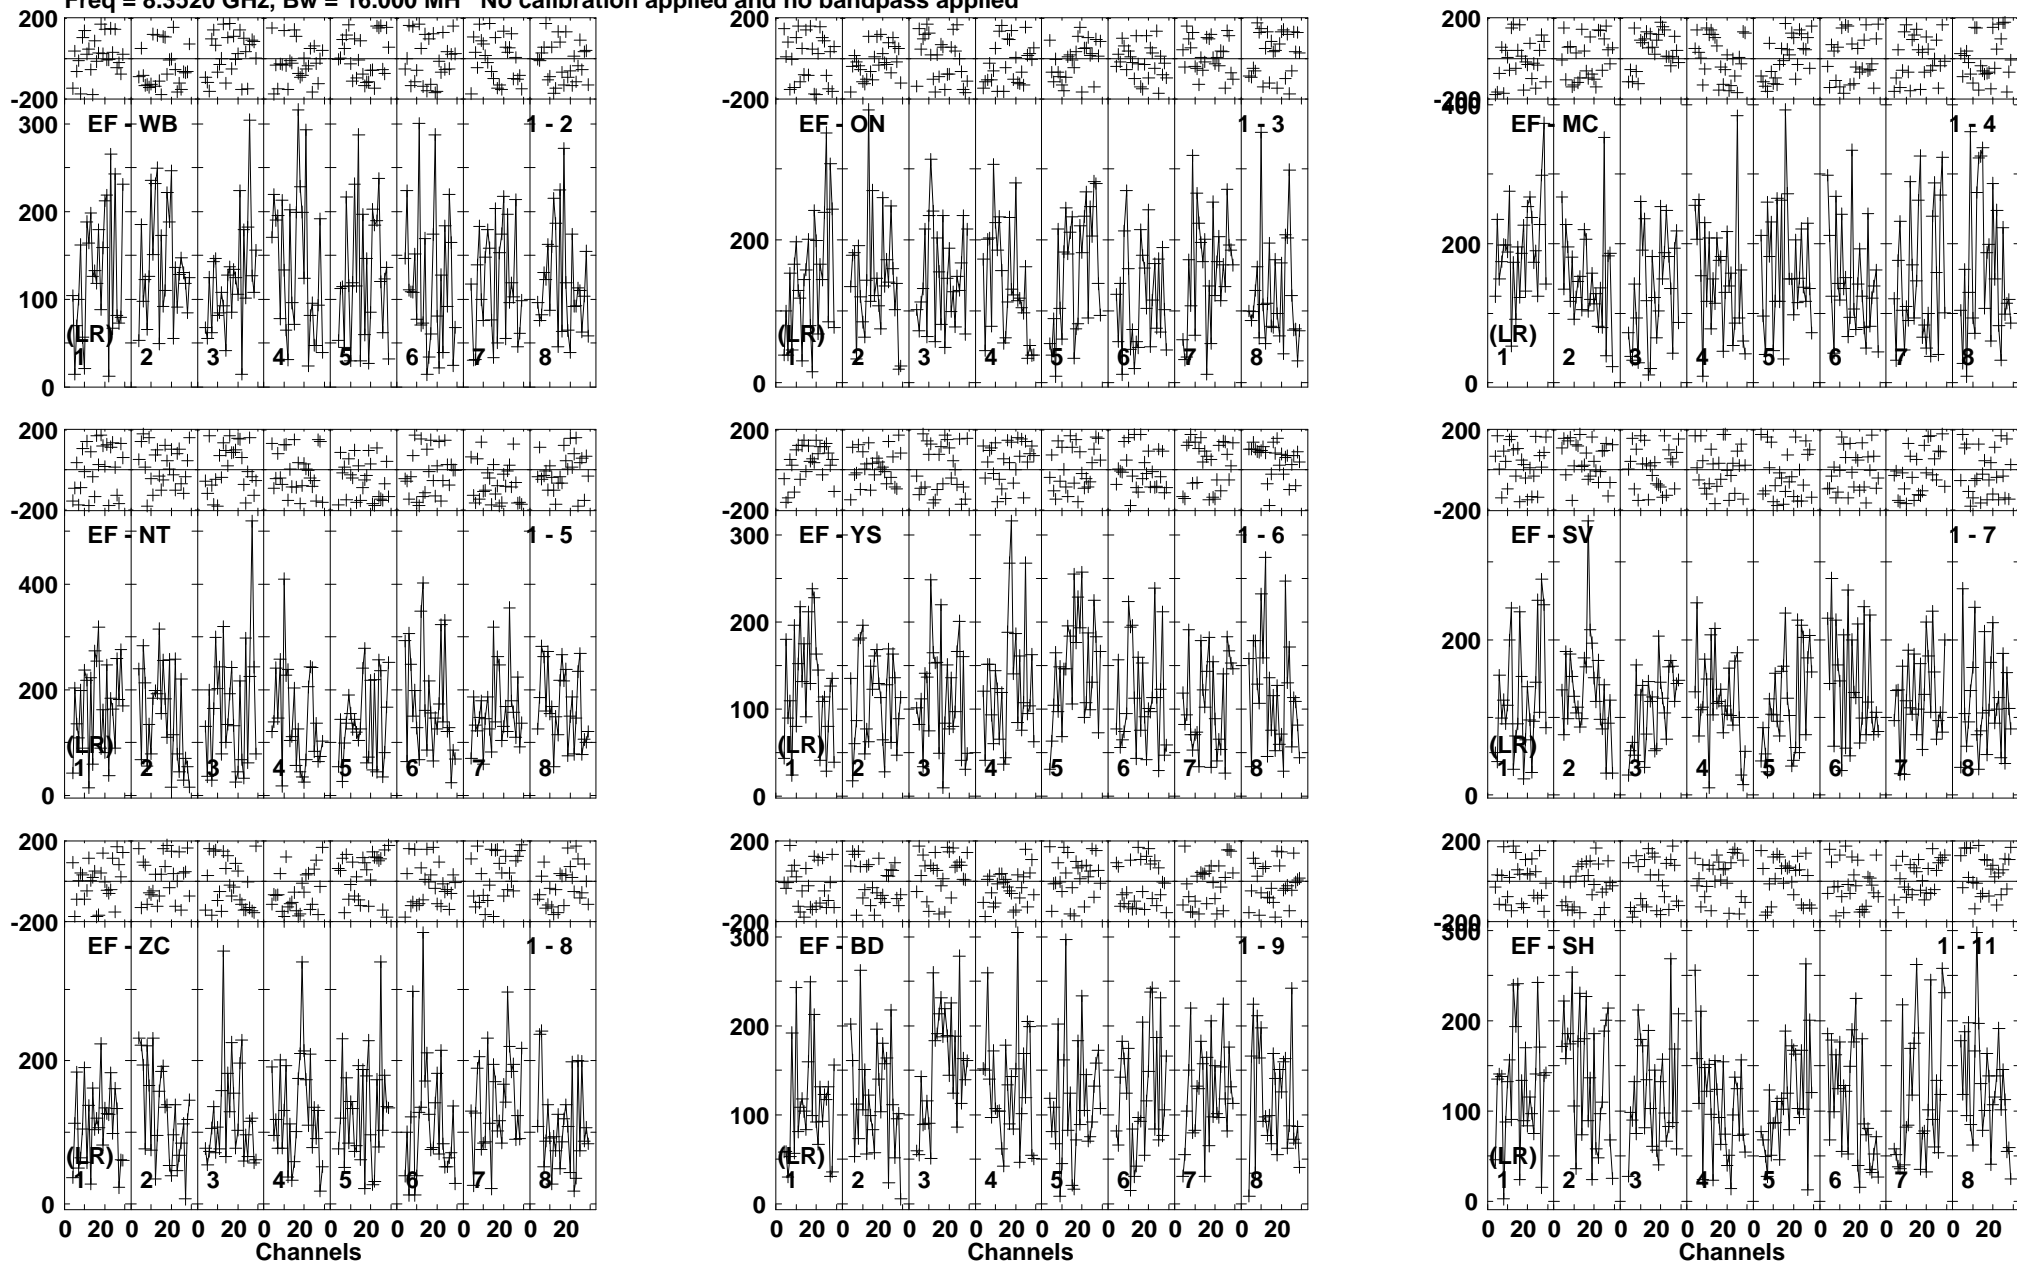 Freq = 8.3520 GHz, Bw = 16.000 MH No calibration applied and no bandpass applied
200 200 200
-200 -200 -200
EF - WB 1 - 2 EF - ON 1 - 3 400 EF - MC 1 - 4
300
200 200 200
100
(LR) (LR) (LR)
1 2 3 4 5 6 7 8 1 2 3 4 5 6 7 8 1 2 3 4 5 6 7 8
0 0 0
200 200 200
-200 -200 -200
EF - NT 1 - 5 EF - YS 1 - 6 EF - SV 1 - 7
300
400
200 200 200
100
(LR) (LR) (LR)
1 2 3 4 5 6 7 8 1 2 3 4 5 6 7 8 1 2 3 4 5 6 7 8
0 0 0
200 200 200
-200 -200 -200
EF - ZC 1 - 8 300 EF - BD 1 - 9 300 EF - SH 1 - 11
200 200 200
100 100
(LR) (LR) (LR)
1 2 3 4 5 6 7 8 1 2 3 4 5 6 7 8 1 2 3 4 5 6 7 8
0 0 0
0 20 0 20 0 20 0 20 0 20 0 20 0 20 0 20 0 20 0 20 0 20 0 20 0 20 0 20 0 20 0 20 0 20 0 20 0 20 0 20 0 20 0 20 0 20 0 20
Channels Channels